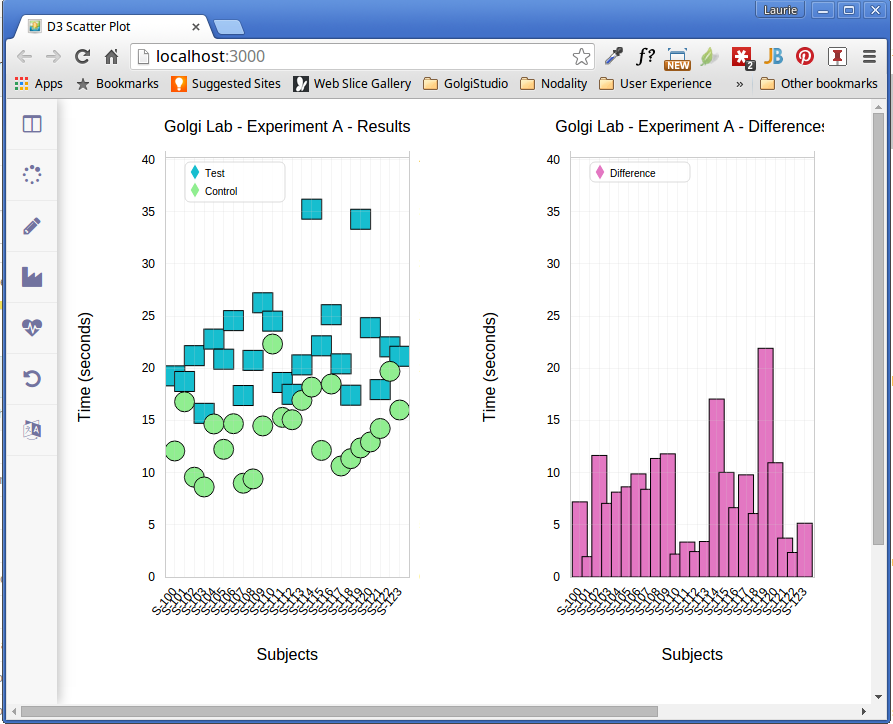 Laurie
D3 Scatter Plot
localhost:3000
f?
NEW
2
JB
Apps
Bookmarks
Suggested Sites
Web Slice Gallery
GolgiStudio
Nodality
User Experience
»
Other bookmarks
Golgi Lab - Experiment A - Results
Test
Control
40
35
30
25
20
15
10
5
0
Time (seconds)
S-100
S-101
S-102
S-103
S-104
S-105
S-106
S-107
S-108
S-109
S-110
S-111
S-112
S-113
S-114
S-115
S-116
S-117
S-118
S-119
S-120
S-121
S-122
S-123
Subjects
Golgi Lab - Experiment A - Differences
Difference
40
35
30
25
20
15
10
5
0
Time (seconds)
S-100
S-101
S-102
S-103
S-104
S-105
S-106
S-107
S-108
S-109
S-110
S-111
S-112
S-113
S-114
S-115
S-116
S-117
S-118
S-119
S-120
S-121
S-122
S-123
Subjects